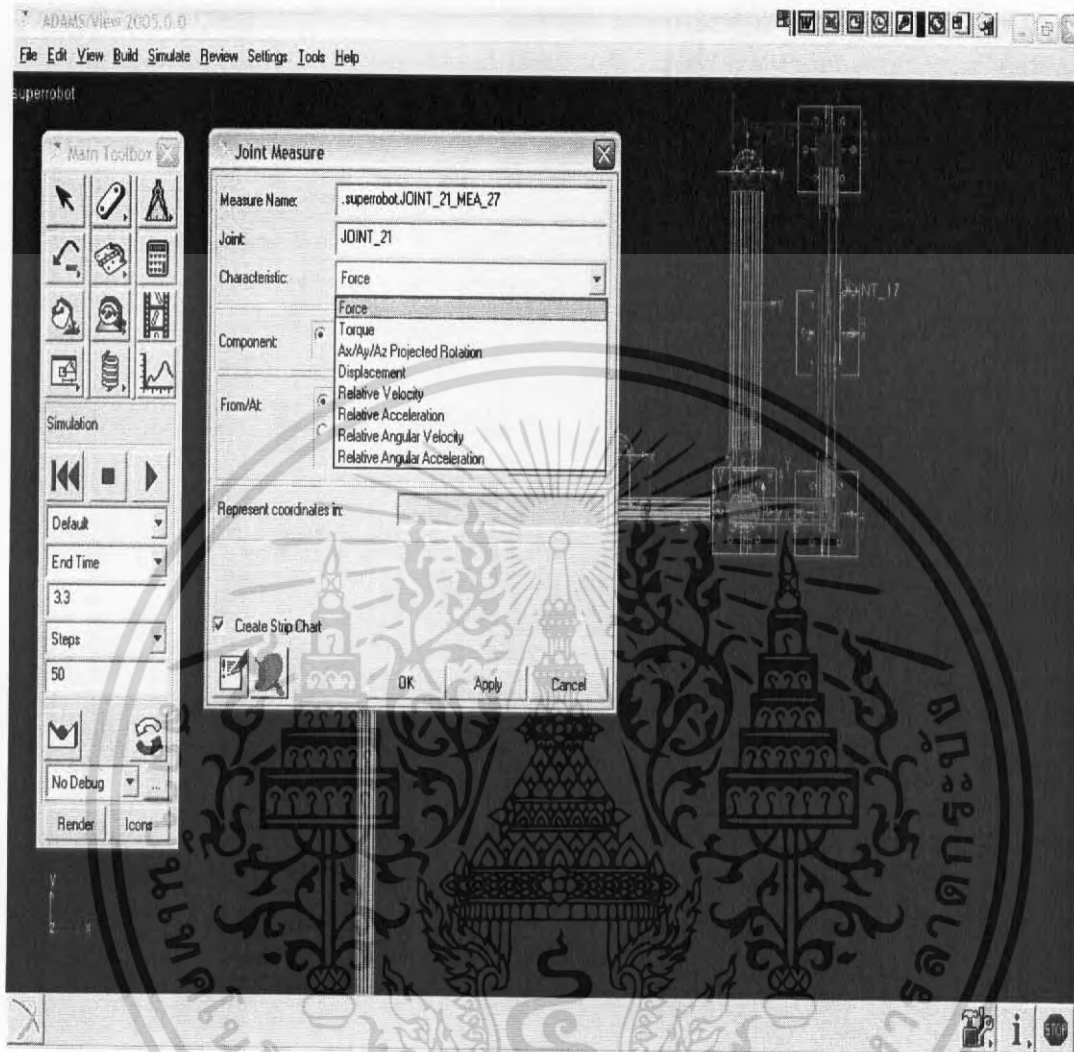 ADAMS/View 2005.0.0
File Edit View Build Simulate Review Settings Tools Help
superrobot
Main Toolbox
Simulation
Default
End Time
3.3
Steps
50
No Debug
...
Render
Icons
Joint Measure
Measure Name: .superrobot.JOINT_21_MEA_27
Joint: JOINT_21
Characteristic: Force
Force
Torque
Ax/Ay/Az Projected Rotation
Displacement
Relative Velocity
Relative Acceleration
Relative Angular Velocity
Relative Angular Acceleration
Component:
From/At:
Represent coordinates in:
Create Strip Chart
OK Apply Cancel
JOINT_17
STOP